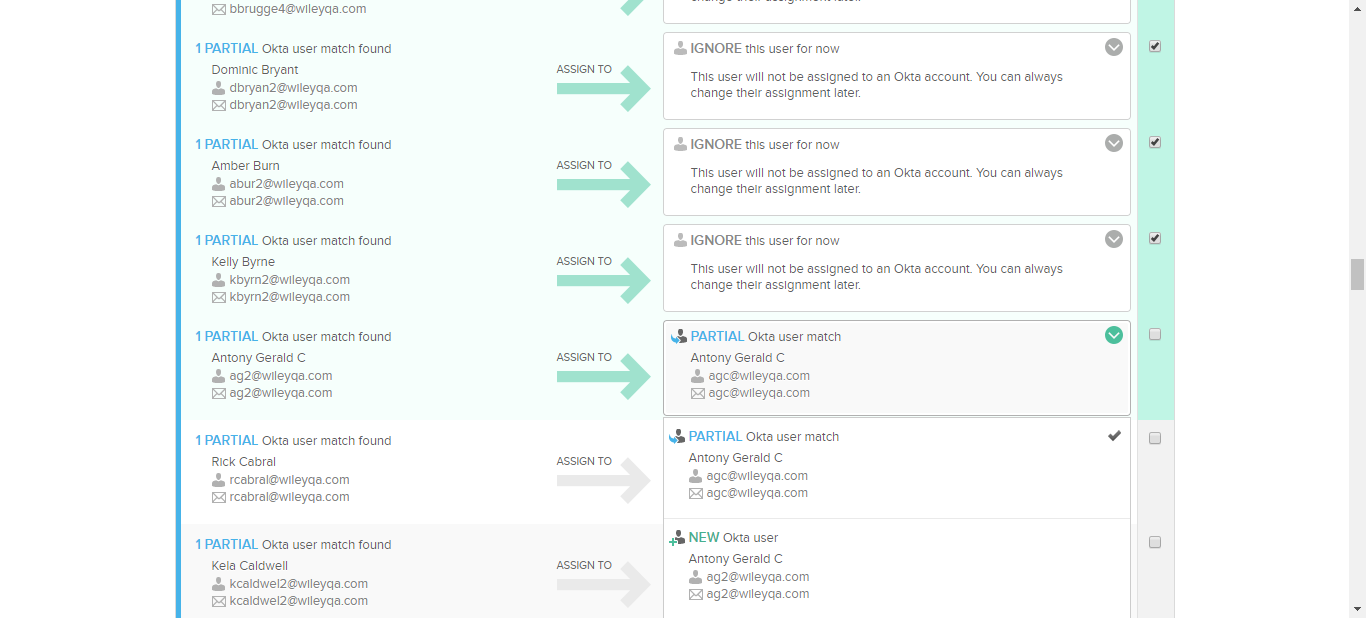 bbrugge4@wileyqa.com
change their assignment later.
1 PARTIAL Okta user match found
Dominic Bryant
dbryan2@wileyqa.com
dbryan2@wileyqa.com
ASSIGN TO
IGNORE this user for now
This user will not be assigned to an Okta account. You can always
change their assignment later.
1 PARTIAL Okta user match found
Amber Burn
abur2@wileyqa.com
abur2@wileyqa.com
ASSIGN TO
IGNORE this user for now
This user will not be assigned to an Okta account. You can always
change their assignment later.
1 PARTIAL Okta user match found
Kelly Byrne
kbyrn2@wileyqa.com
kbyrn2@wileyqa.com
ASSIGN TO
IGNORE this user for now
This user will not be assigned to an Okta account. You can always
change their assignment later.
1 PARTIAL Okta user match found
Antony Gerald C
ag2@wileyqa.com
ag2@wileyqa.com
ASSIGN TO
PARTIAL Okta user match
Antony Gerald C
agc@wileyqa.com
agc@wileyqa.com
1 PARTIAL Okta user match found
Rick Cabral
rcabral@wileyqa.com
rcabral@wileyqa.com
ASSIGN TO
PARTIAL Okta user match
Antony Gerald C
agc@wileyqa.com
agc@wileyqa.com
1 PARTIAL Okta user match found
Kela Caldwell
kcaldwel2@wileyqa.com
kcaldwel2@wileyqa.com
ASSIGN TO
NEW Okta user
Antony Gerald C
ag2@wileyqa.com
ag2@wileyqa.com